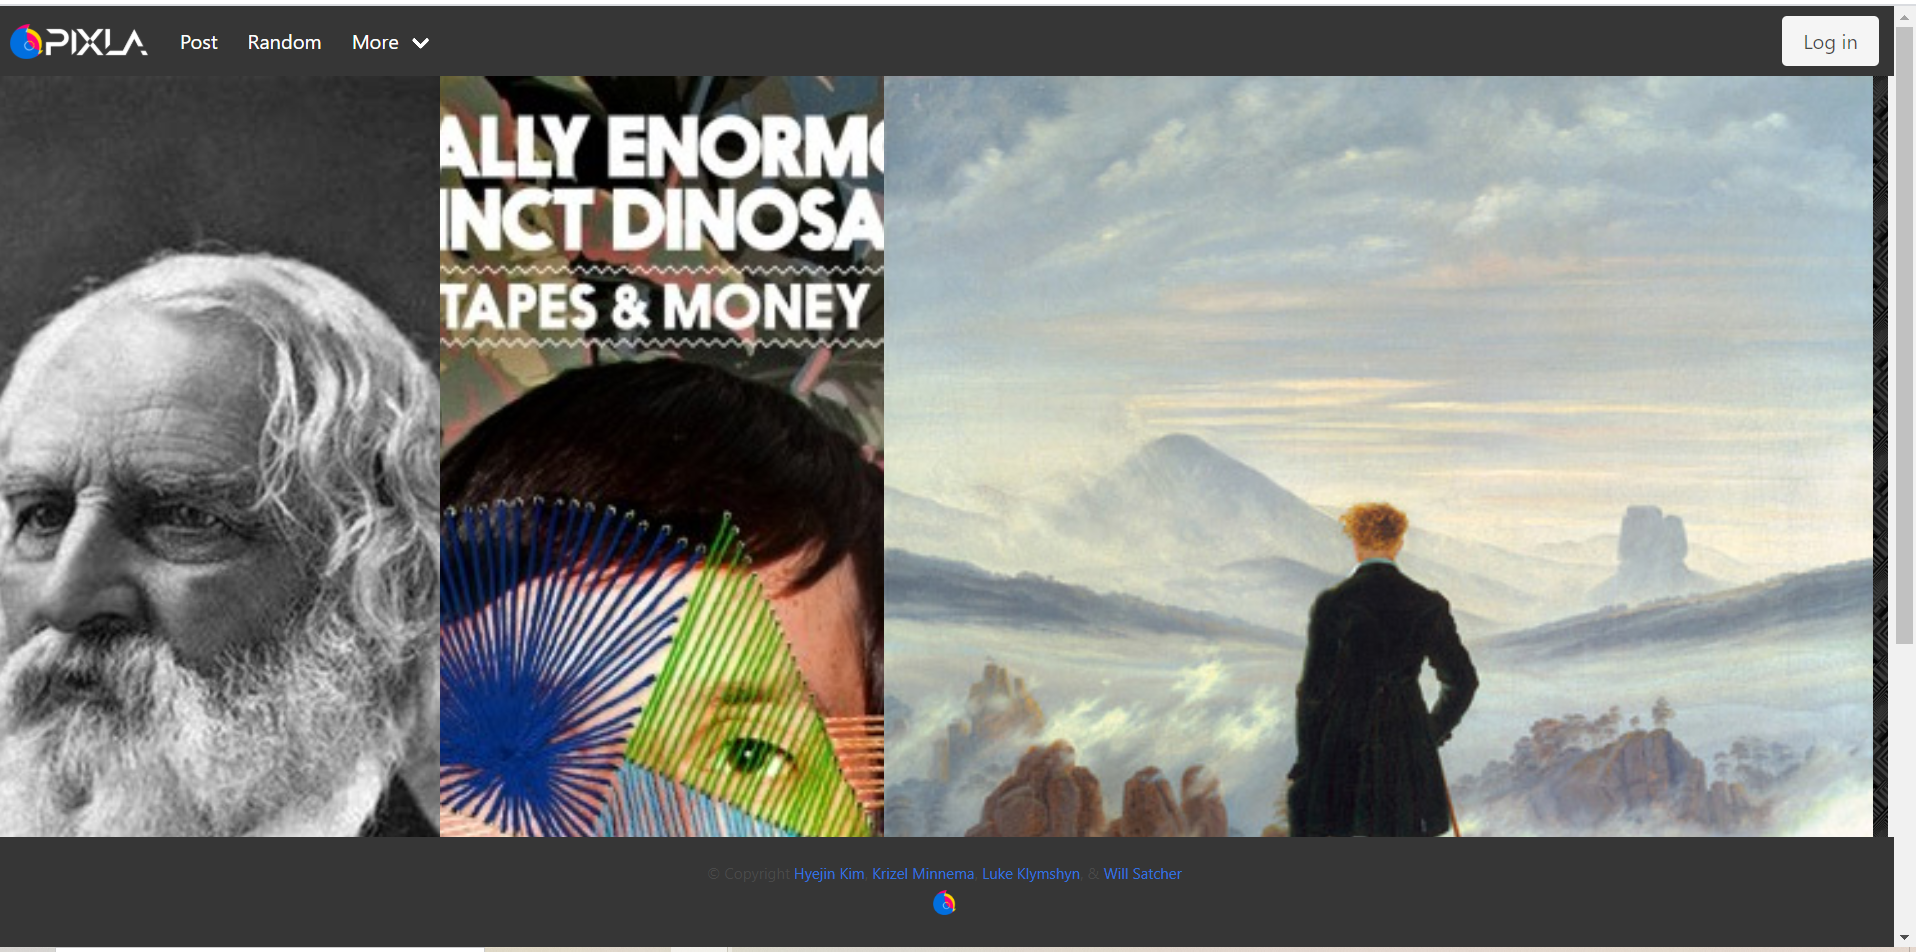 PIXLA Post Random More Log in
ALLY ENORMO
INCT DINOSA
TAPES & MONEY
© Copyright Hyejin Kim, Krizel Minnema, Luke Klymshyn, & Will Satcher